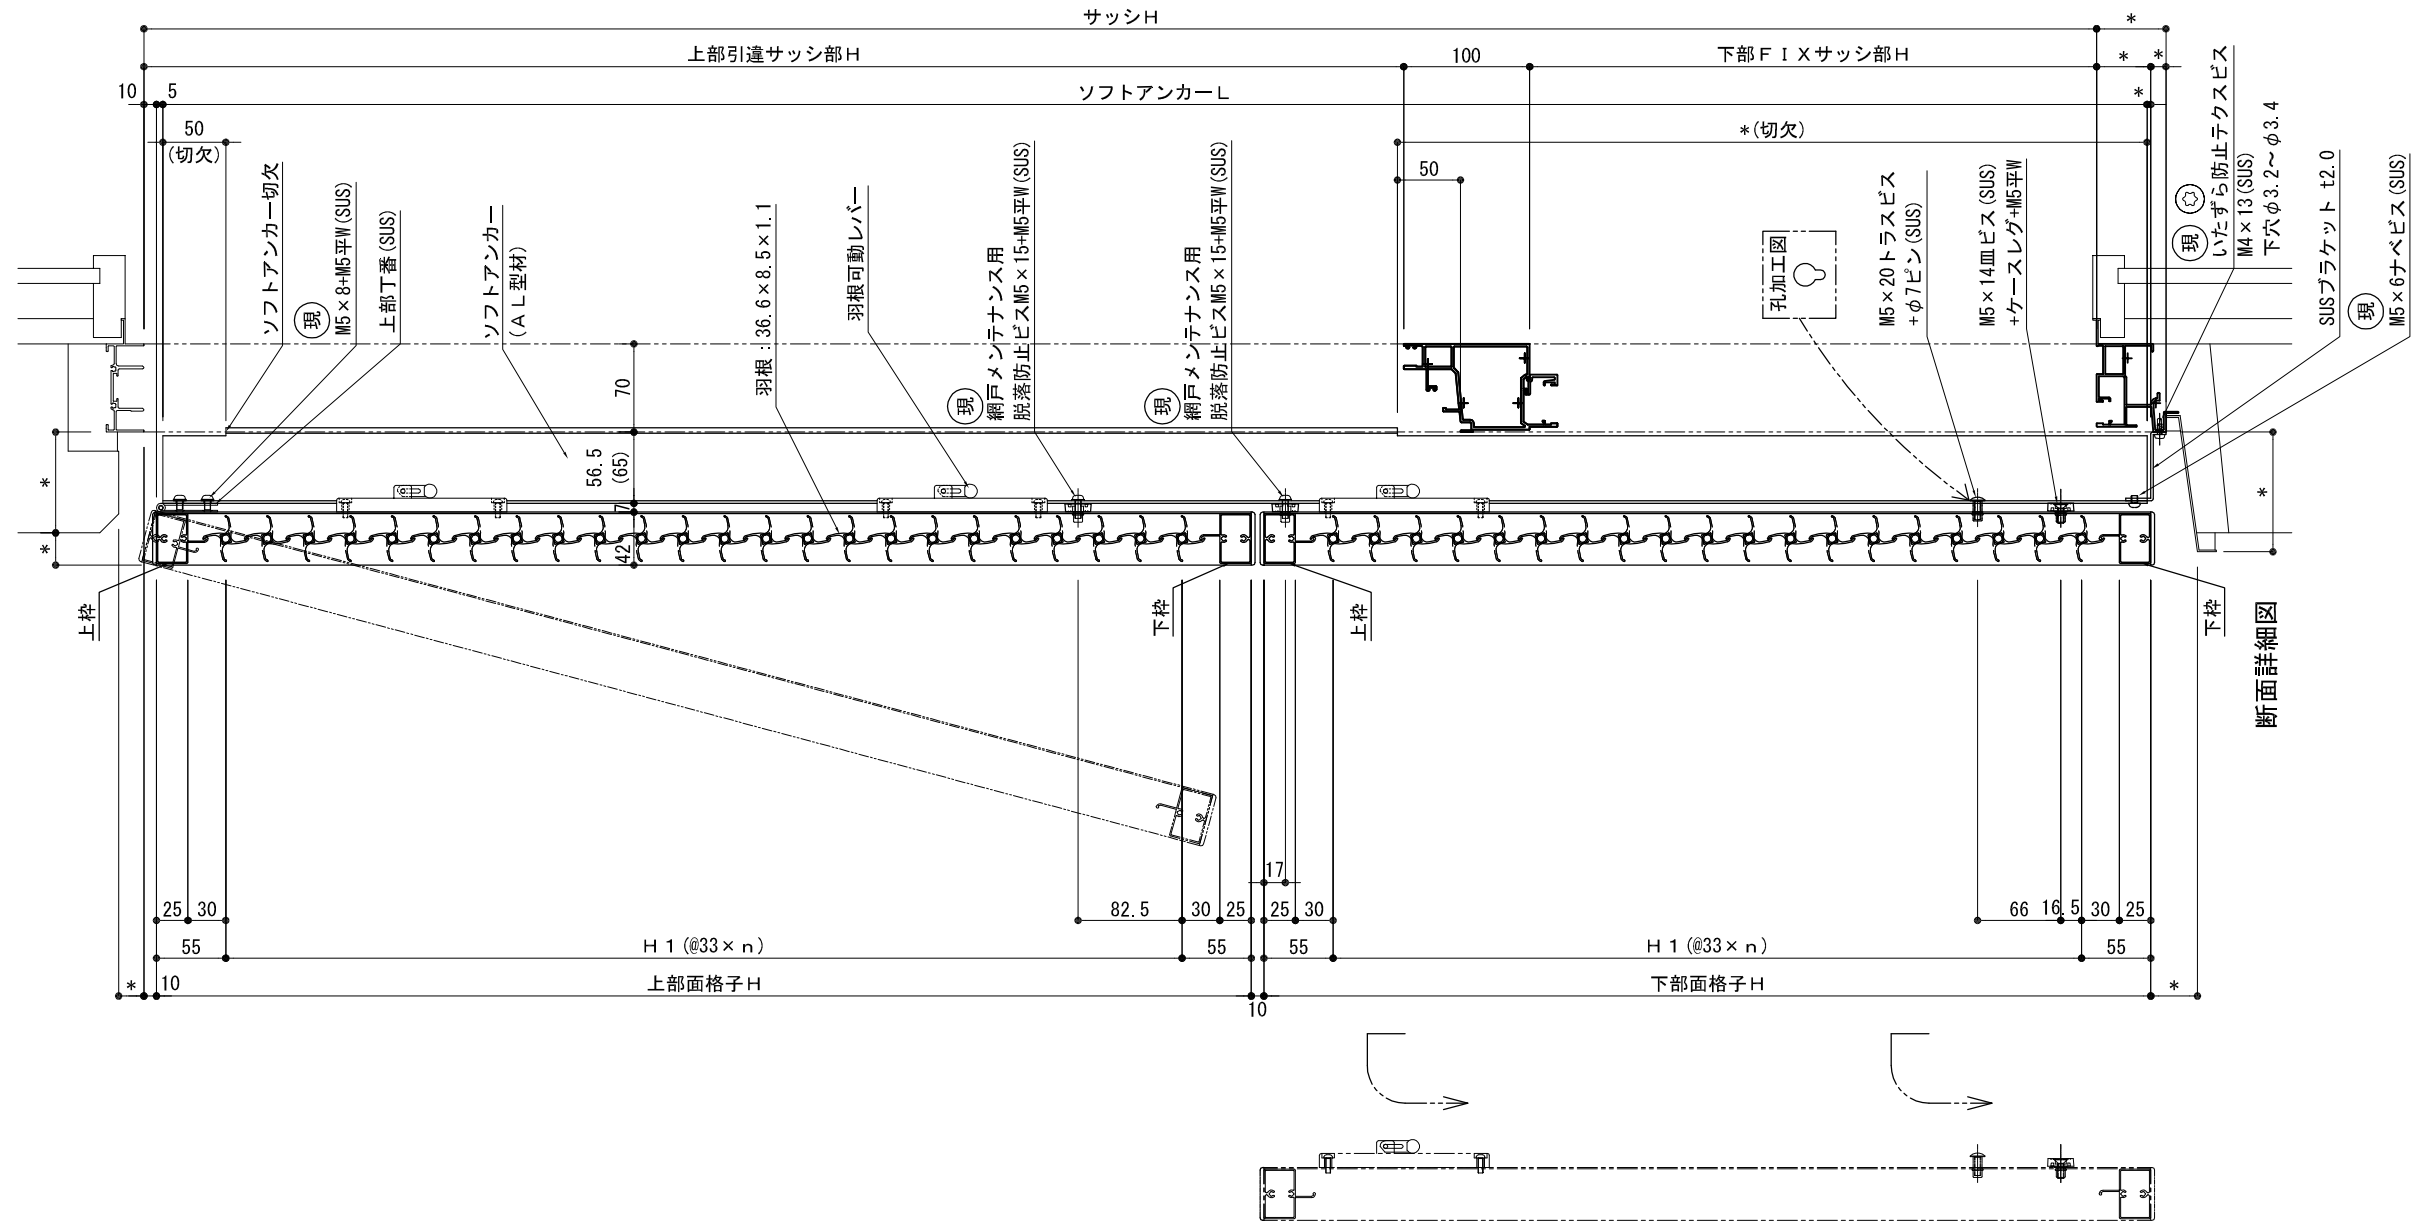 サッシH
*
上部引違サッシ部H
100
下部FIXサッシ部H
*
*
10
5
ソフトアンカーL
*
50
(切欠)
*(切欠)
50
ソフトアンカー切欠
現
M5×8+M5平W(SUS)
上部丁番(SUS)
ソフトアンカー
(AL型材)
羽根:36.6×8.5×1.1
羽根可動レバー
現
網戸メンテナンス用
脱落防止ビスM5×15+M5平W(SUS)
現
網戸メンテナンス用
脱落防止ビスM5×15+M5平W(SUS)
孔加工図
M5×20トラスビス
+φ7ピン(SUS)
M5×14皿ビス(SUS)
+ケースレグ+M5平W
現
いたずら防止テクスビス
M4×13(SUS)
下穴φ3.2~φ3.4
SUSブラケット t2.0
現
M5×6ナベビス(SUS)
70
56.5
(65)
7
42
*
*
*
上枠
下枠
上枠
下枠
断面詳細図
17
25
30
82.5
30
25
25
30
66
16.5
30
25
55
H1(@33×n)
55
55
H1(@33×n)
55
*
10
上部面格子H
10
下部面格子H
*